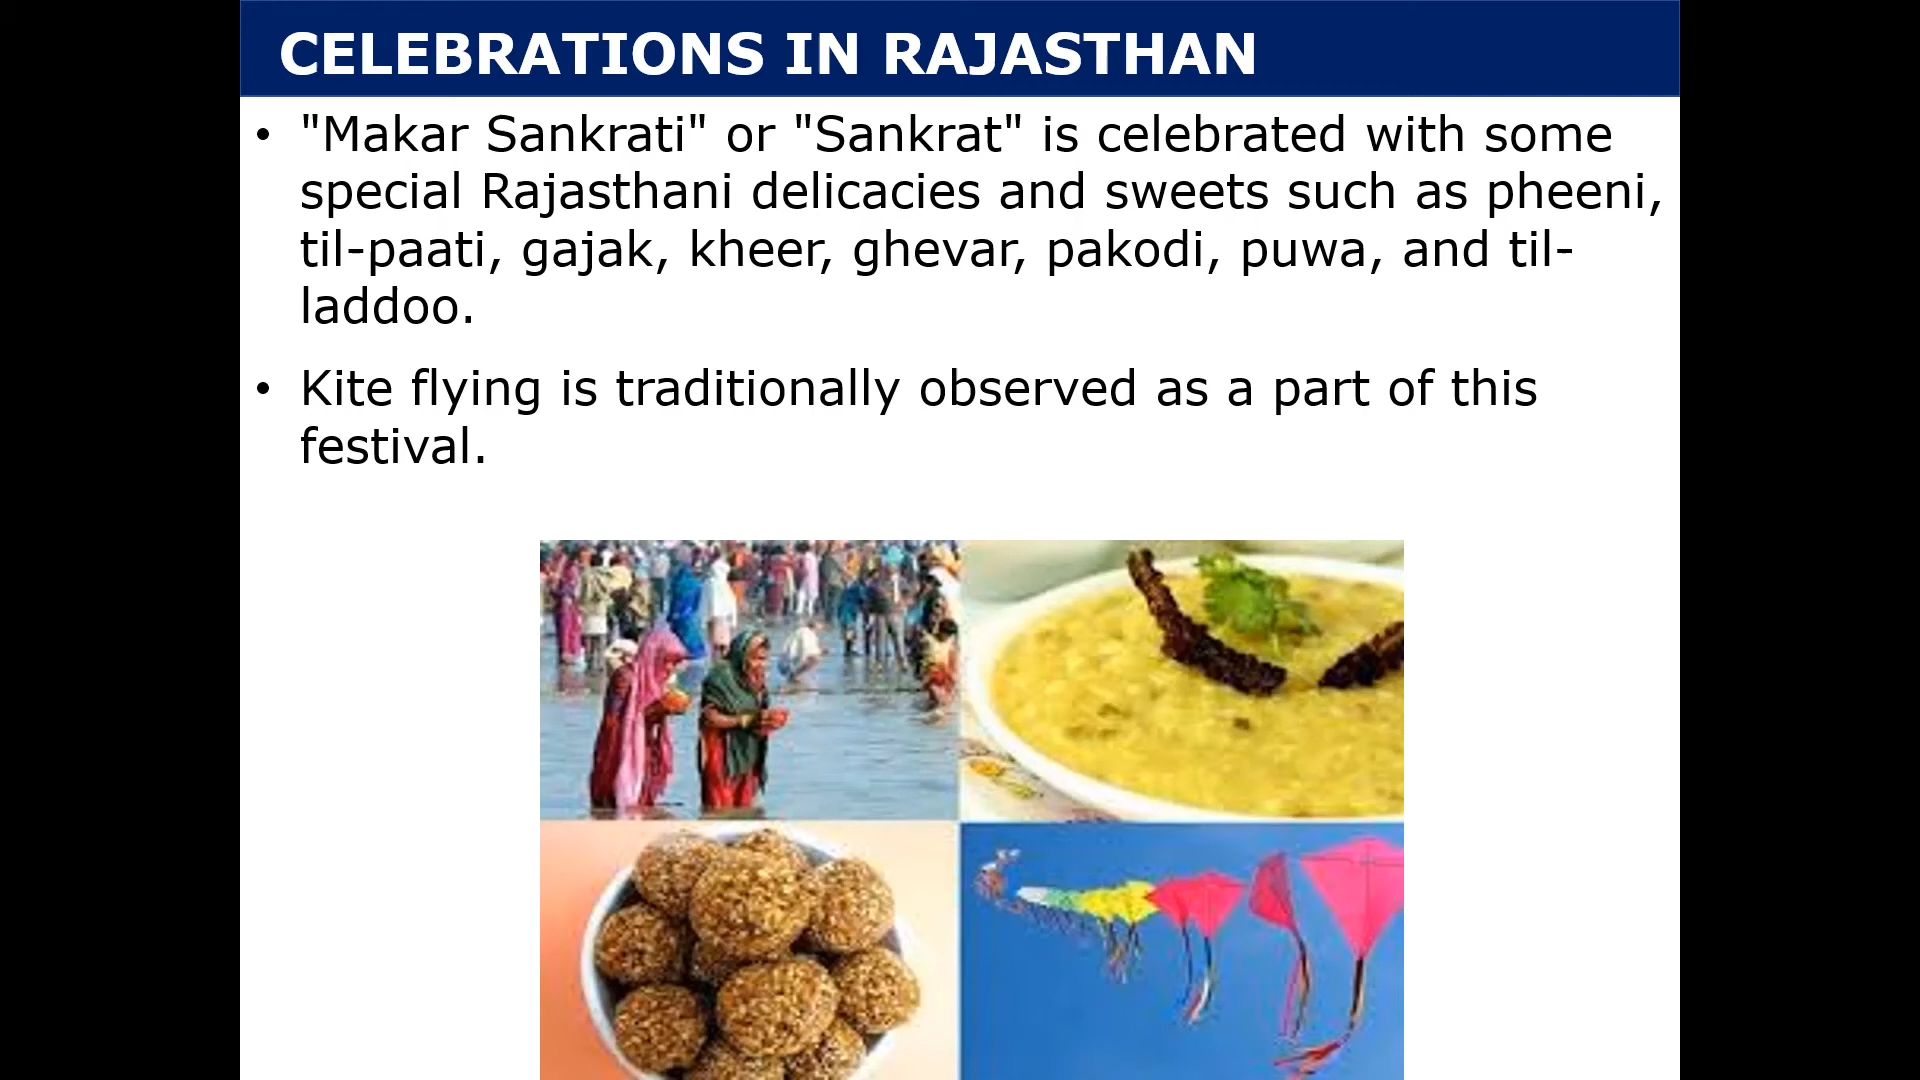 CELEBRATIONS IN RAJASTHAN
• "Makar Sankrati" or "Sankrat" is celebrated with some
special Rajasthani delicacies and sweets such as pheeni,
til-paati, gajak, kheer, ghevar, pakodi, puwa, and til-
laddoo.
• Kite flying is traditionally observed as a part of this
festival.